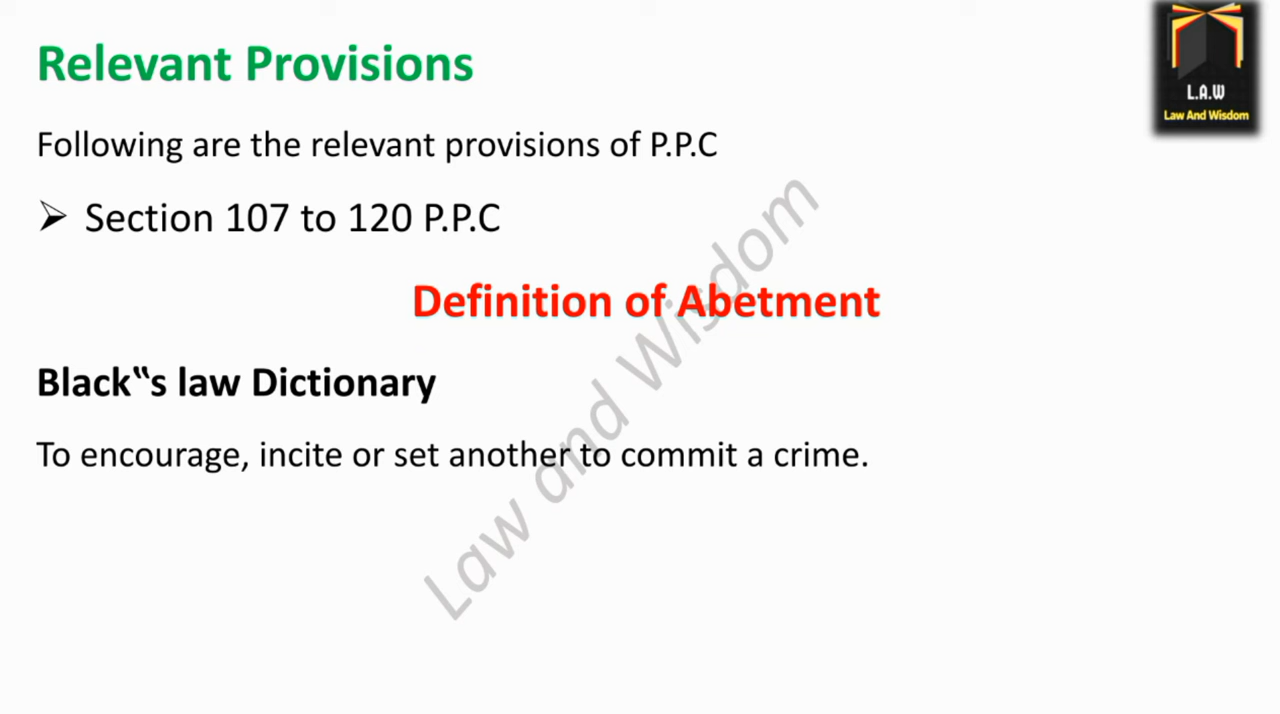 Relevant Provisions
L.A.W
Law And Wisdom
Following are the relevant provisions of P.P.C
➢ Section 107 to 120 P.P.C
Definition of Abetment
Black‟s law Dictionary
To encourage, incite or set another to commit a crime.
Law and Wisdom